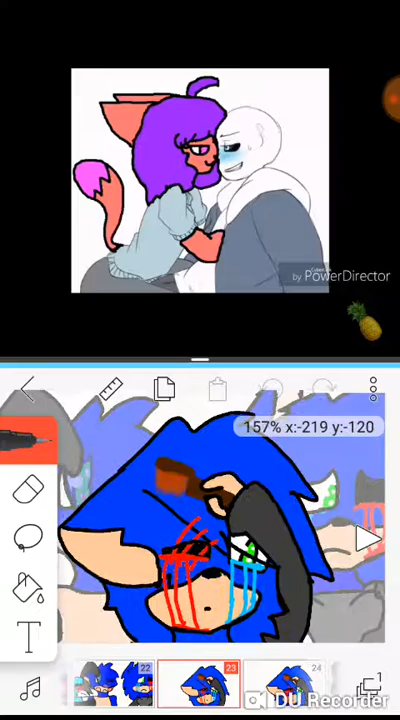 by PowerDirector
157% x:-219 y:-120
T
22
23
24
DU Recorder